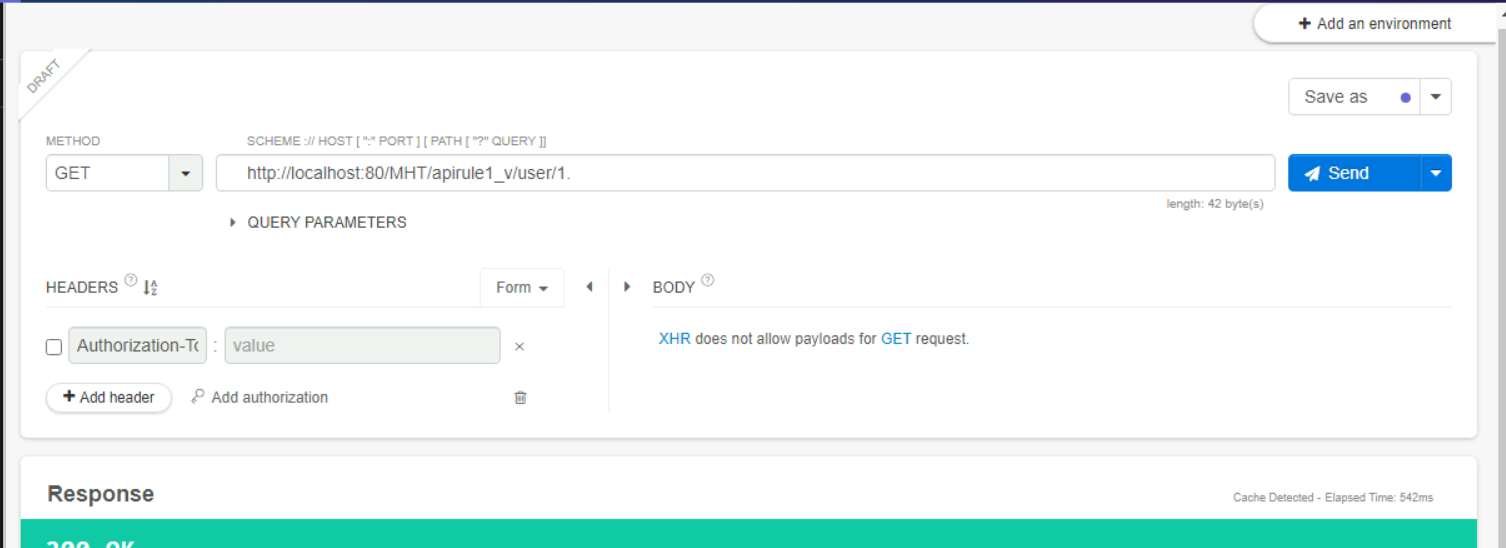 + Add an environment
DRAFT
Save as
METHOD
SCHEME :// HOST [ ":" PORT ] [ PATH [ "?" QUERY ]]
GET
http://localhost:80/MHT/apirule1_v/user/1.
Send
length: 42 byte(s)
QUERY PARAMETERS
HEADERS ? A Z
Form
BODY ?
Authorization-To : value ×
XHR does not allow payloads for GET request.
+ Add header
Add authorization
Response
Cache Detected - Elapsed Time: 542ms
200 OK